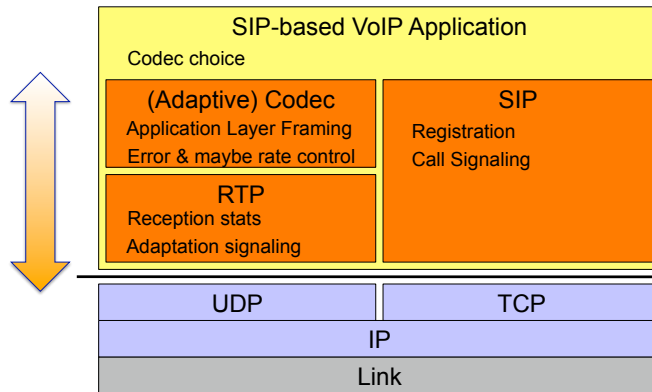 SIP-based VoIP Application
Codec choice
(Adaptive) Codec
Application Layer Framing
Error & maybe rate control
SIP
Registration
Call Signaling
RTP
Reception stats
Adaptation signaling
UDP
TCP
IP
Link